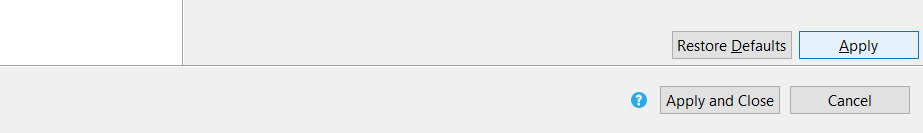 Restore Defaults Apply
? Apply and Close Cancel